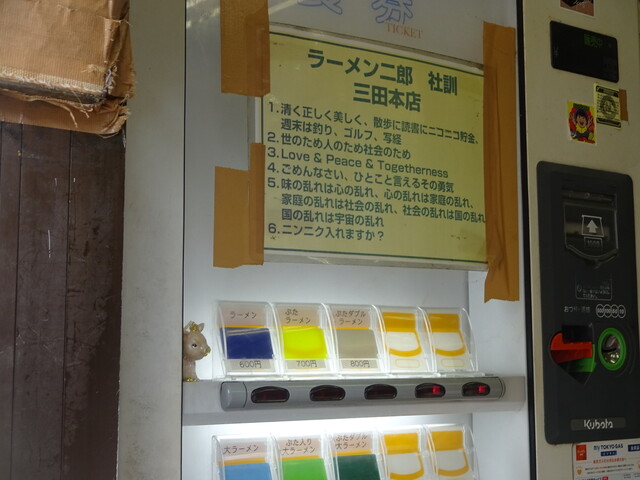 食券
TICKET
ラーメン二郎 社訓
三田本店
1.清く正しく美しく、散歩に読書にニコニコ貯金、
週末は釣り、ゴルフ、写経
2.世のため人のため社会のため
3.Love & Peace & Togetherness
4.ごめんなさい、ひとこと言えるその勇気
5.味の乱れは心の乱れ、心の乱れは家庭の乱れ、
家庭の乱れは社会の乱れ、社会の乱れは国の乱れ、
国の乱れは宇宙の乱れ
6.ニンニク入れますか?
ラーメン
600円
ぶた
ラーメン
700円
ぶたダブル
ラーメン
800円
大ラーメン
ぶた入り
大ラーメン
ぶたダブル
大ラーメン
Kubota
my TOKYO GAS